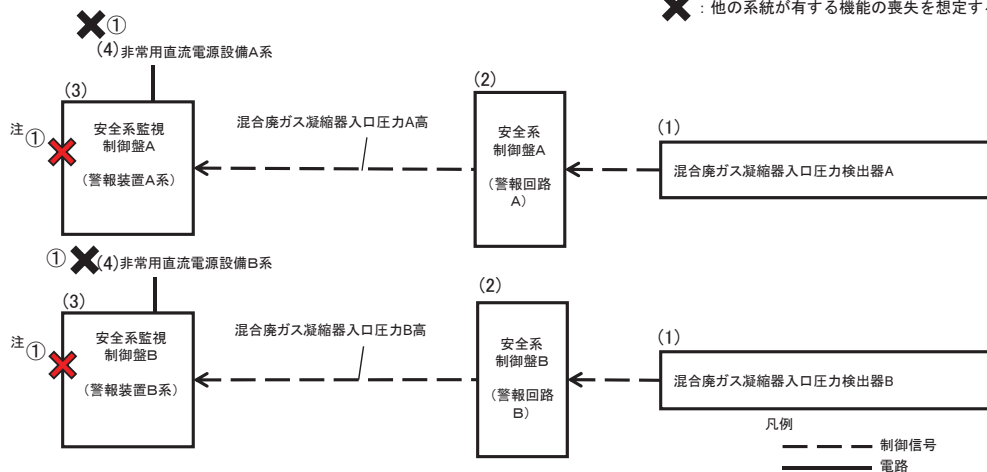 ：他の系統が有する機能の喪失を想定す
①
(4)非常用直流電源設備A系
(3)
(2)
注①
安全系監視
制御盤A
（警報装置A系）
混合廃ガス凝縮器入口圧力A高
安全系
制御盤A
（警報回路
A）
(1)
混合廃ガス凝縮器入口圧力検出器A
①
(4)非常用直流電源設備B系
(3)
(2)
注①
安全系監視
制御盤B
（警報装置B系）
混合廃ガス凝縮器入口圧力B高
安全系
制御盤B
（警報回路
B）
(1)
混合廃ガス凝縮器入口圧力検出器B
凡例
制御信号
電路